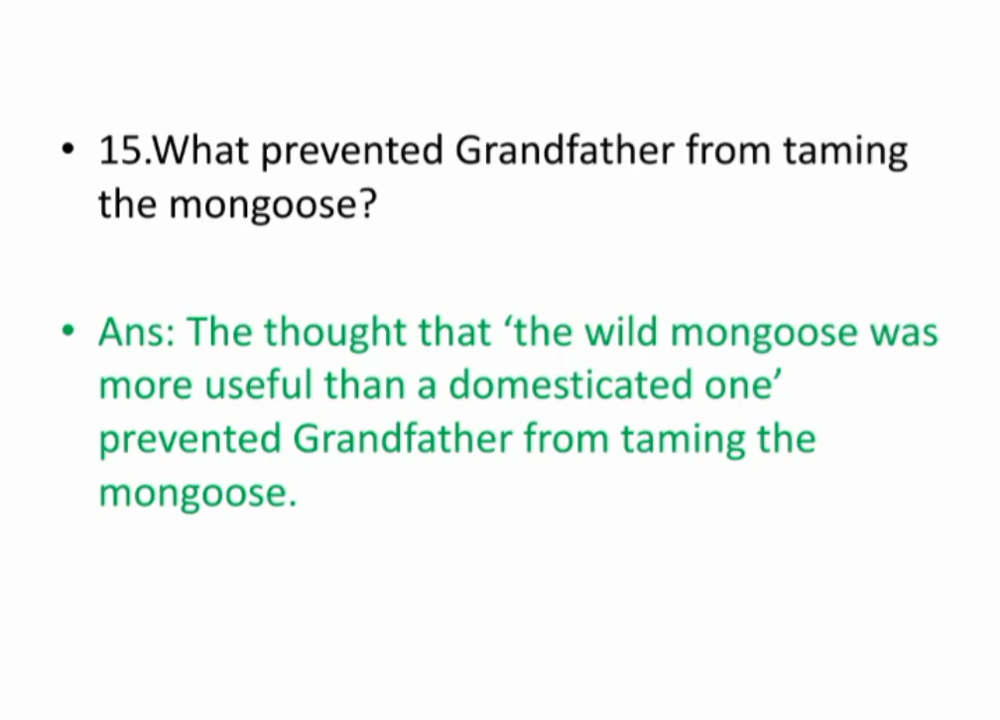 • 15.What prevented Grandfather from taming
the mongoose?
• Ans: The thought that ‘the wild mongoose was
more useful than a domesticated one’
prevented Grandfather from taming the
mongoose.